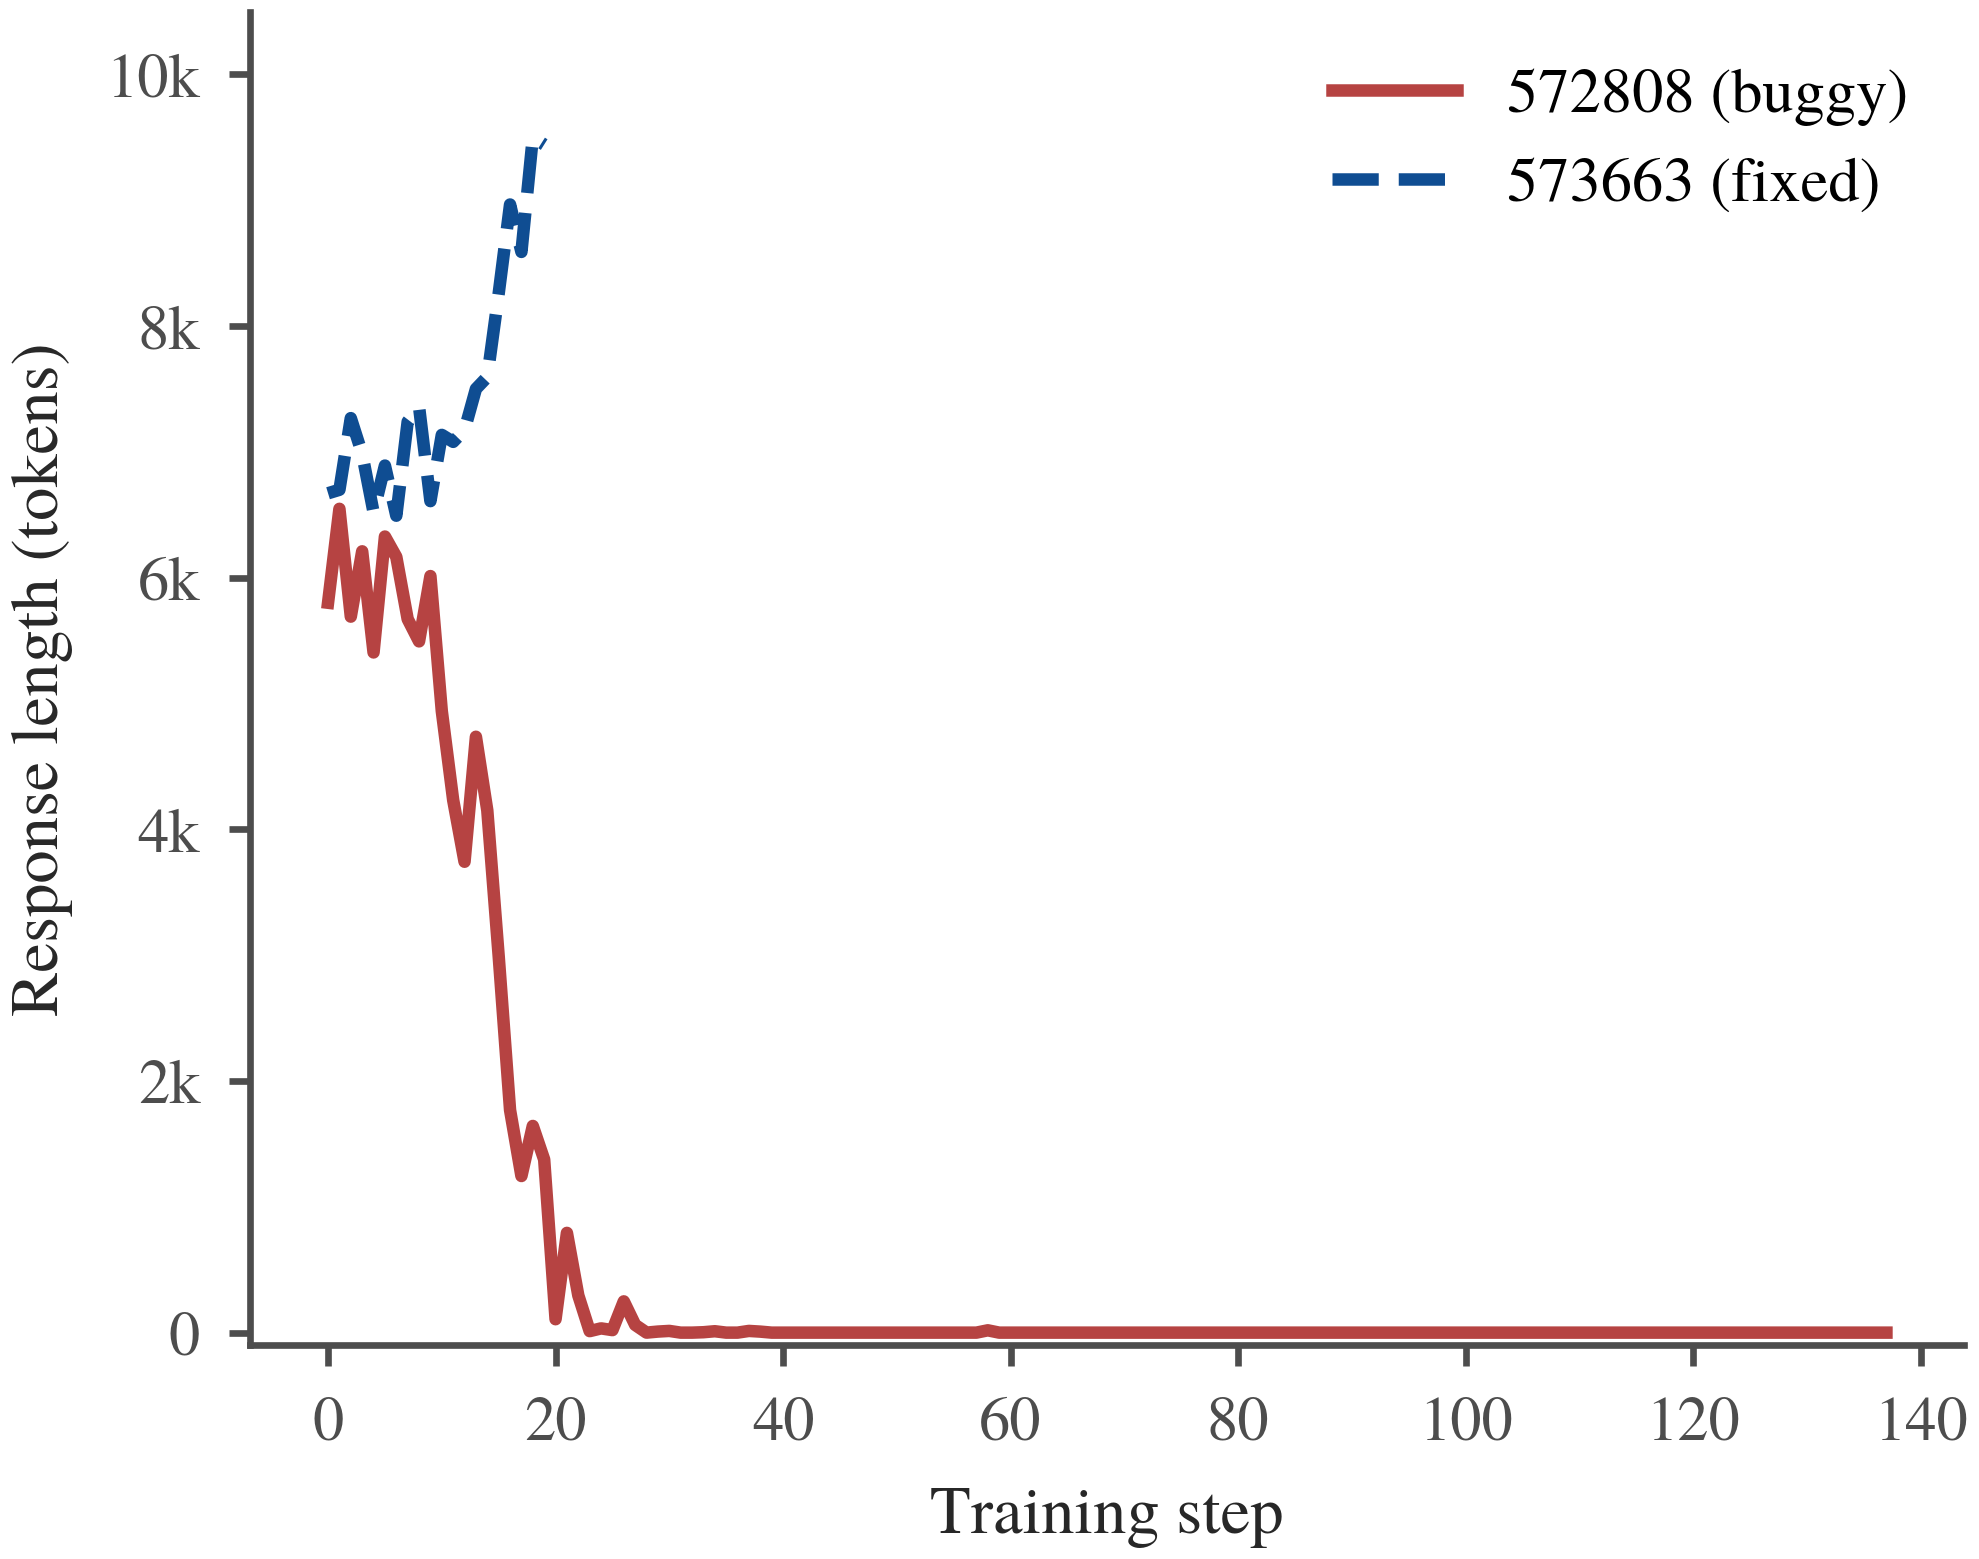 10k
8k
6k
4k
2k
0
Response length (tokens)
572808 (buggy)
573663 (fixed)
0 20 40 60 80 100 120 140
Training step